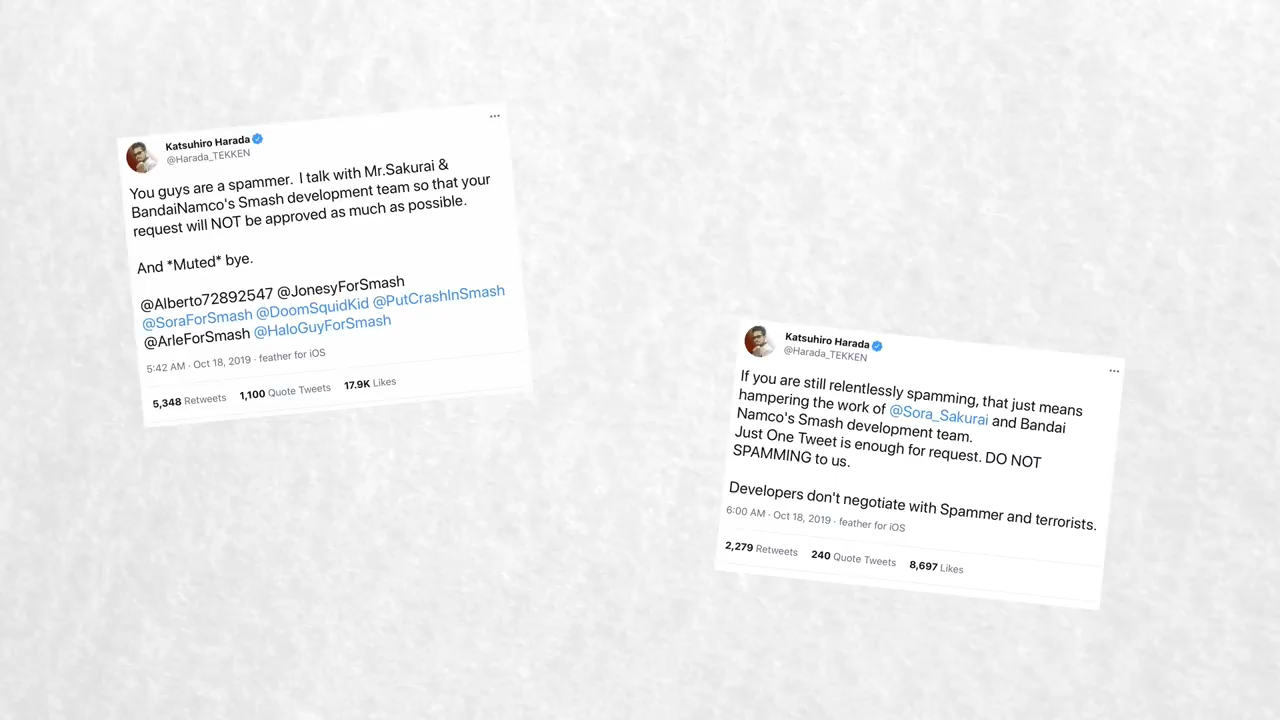 Katsuhiro Harada
@Harada_TEKKEN
You guys are a spammer. I talk with Mr.Sakurai &
BandaiNamco's Smash development team so that your
request will NOT be approved as much as possible.
And *Muted* bye.
@Alberto72892547 @JonesyForSmash
@SoraForSmash @DoomSquidKid @PutCrashInSmash
@ArleForSmash @HaloGuyForSmash
5:42 AM · Oct 18, 2019 · feather for iOS
5,348 Retweets 1,100 Quote Tweets 17.9K Likes
Katsuhiro Harada
@Harada_TEKKEN
If you are still relentlessly spamming, that just means
hampering the work of @Sora_Sakurai and Bandai
Namco's Smash development team.
Just One Tweet is enough for request. DO NOT
SPAMMING to us.
Developers don't negotiate with Spammer and terrorists.
6:00 AM · Oct 18, 2019 · feather for iOS
2,279 Retweets 240 Quote Tweets 8,697 Likes